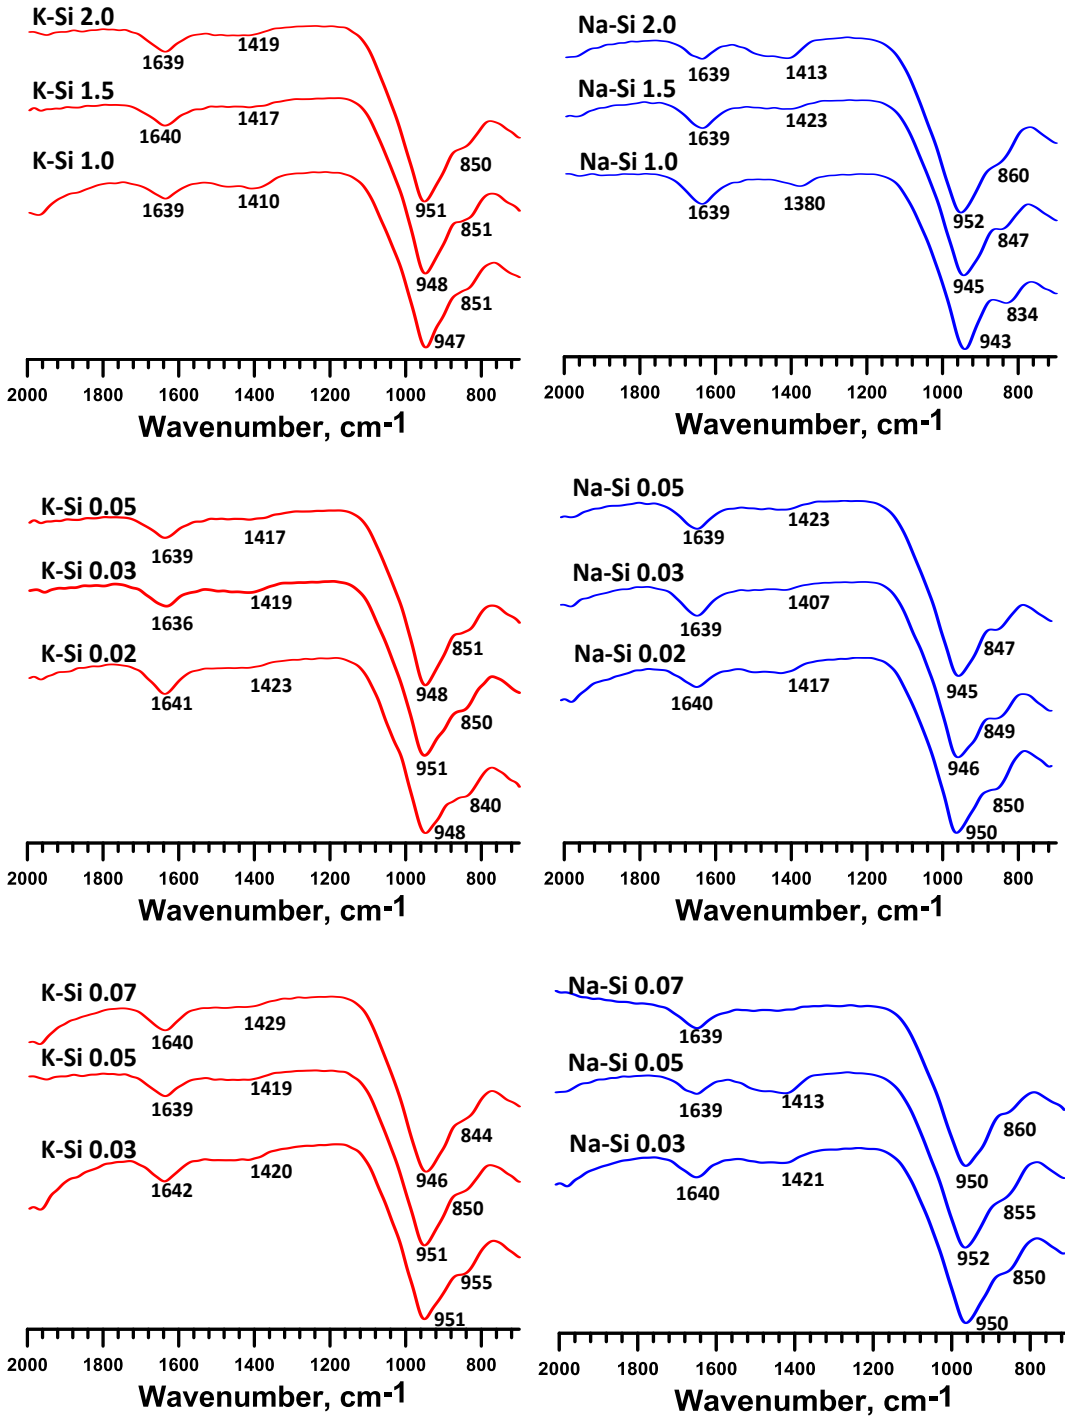 K-Si 2.0
1639
1419
K-Si 1.5
1640
1417
850
K-Si 1.0
1639
1410
951
851
948
851
947
2000 1800 1600 1400 1200 1000 800
Wavenumber, cm-1
Na-Si 2.0
1639
1413
Na-Si 1.5
1639
1423
Na-Si 1.0
860
1639
1380
952
847
945
834
943
2000 1800 1600 1400 1200 1000 800
Wavenumber, cm-1
K-Si 0.05
1639
1417
K-Si 0.03
1636
1419
K-Si 0.02
851
1641
1423
948
850
951
840
948
2000 1800 1600 1400 1200 1000 800
Wavenumber, cm-1
Na-Si 0.05
1639
1423
Na-Si 0.03
1639
1407
Na-Si 0.02
847
1640
1417
945
849
946
850
950
2000 1800 1600 1400 1200 1000 800
Wavenumber, cm-1
K-Si 0.07
1640
1429
K-Si 0.05
1639
1419
K-Si 0.03
844
1642
1420
946
850
951
955
951
2000 1800 1600 1400 1200 1000 800
Wavenumber, cm-1
Na-Si 0.07
1639
Na-Si 0.05
1639
1413
Na-Si 0.03
860
1640
1421
950
855
952
850
950
2000 1800 1600 1400 1200 1000 800
Wavenumber, cm-1